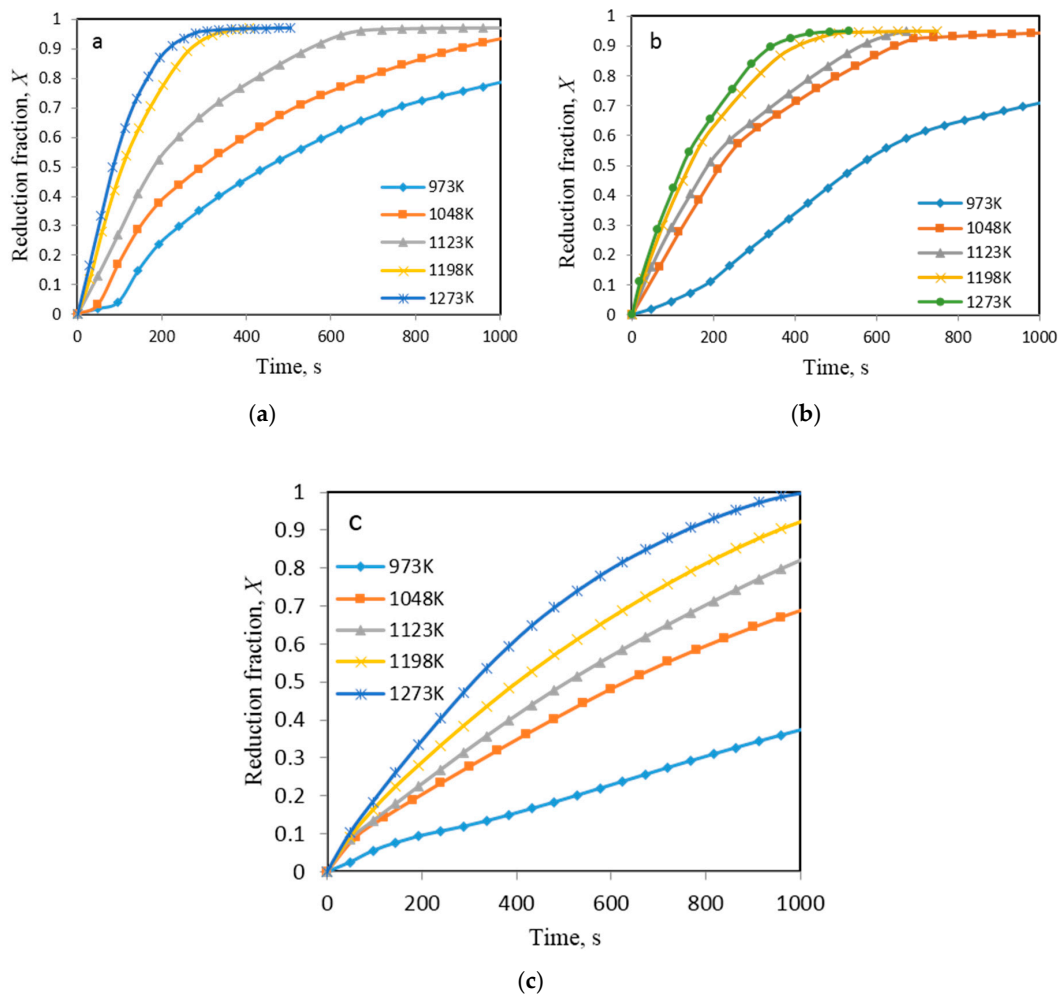 a
Reduction fraction, X
1
0.9
0.8
0.7
0.6
0.5
0.4
0.3
0.2
0.1
0
973K
1048K
1123K
1198K
1273K
0 200 400 600 800 1000
Time, s
(a)
b
Reduction fraction, X
1
0.9
0.8
0.7
0.6
0.5
0.4
0.3
0.2
0.1
0
973K
1048K
1123K
1198K
1273K
0 200 400 600 800 1000
Time, s
(b)
c
Reduction fraction, X
1
0.9
0.8
0.7
0.6
0.5
0.4
0.3
0.2
0.1
0
973K
1048K
1123K
1198K
1273K
0 200 400 600 800 1000
Time, s
(c)